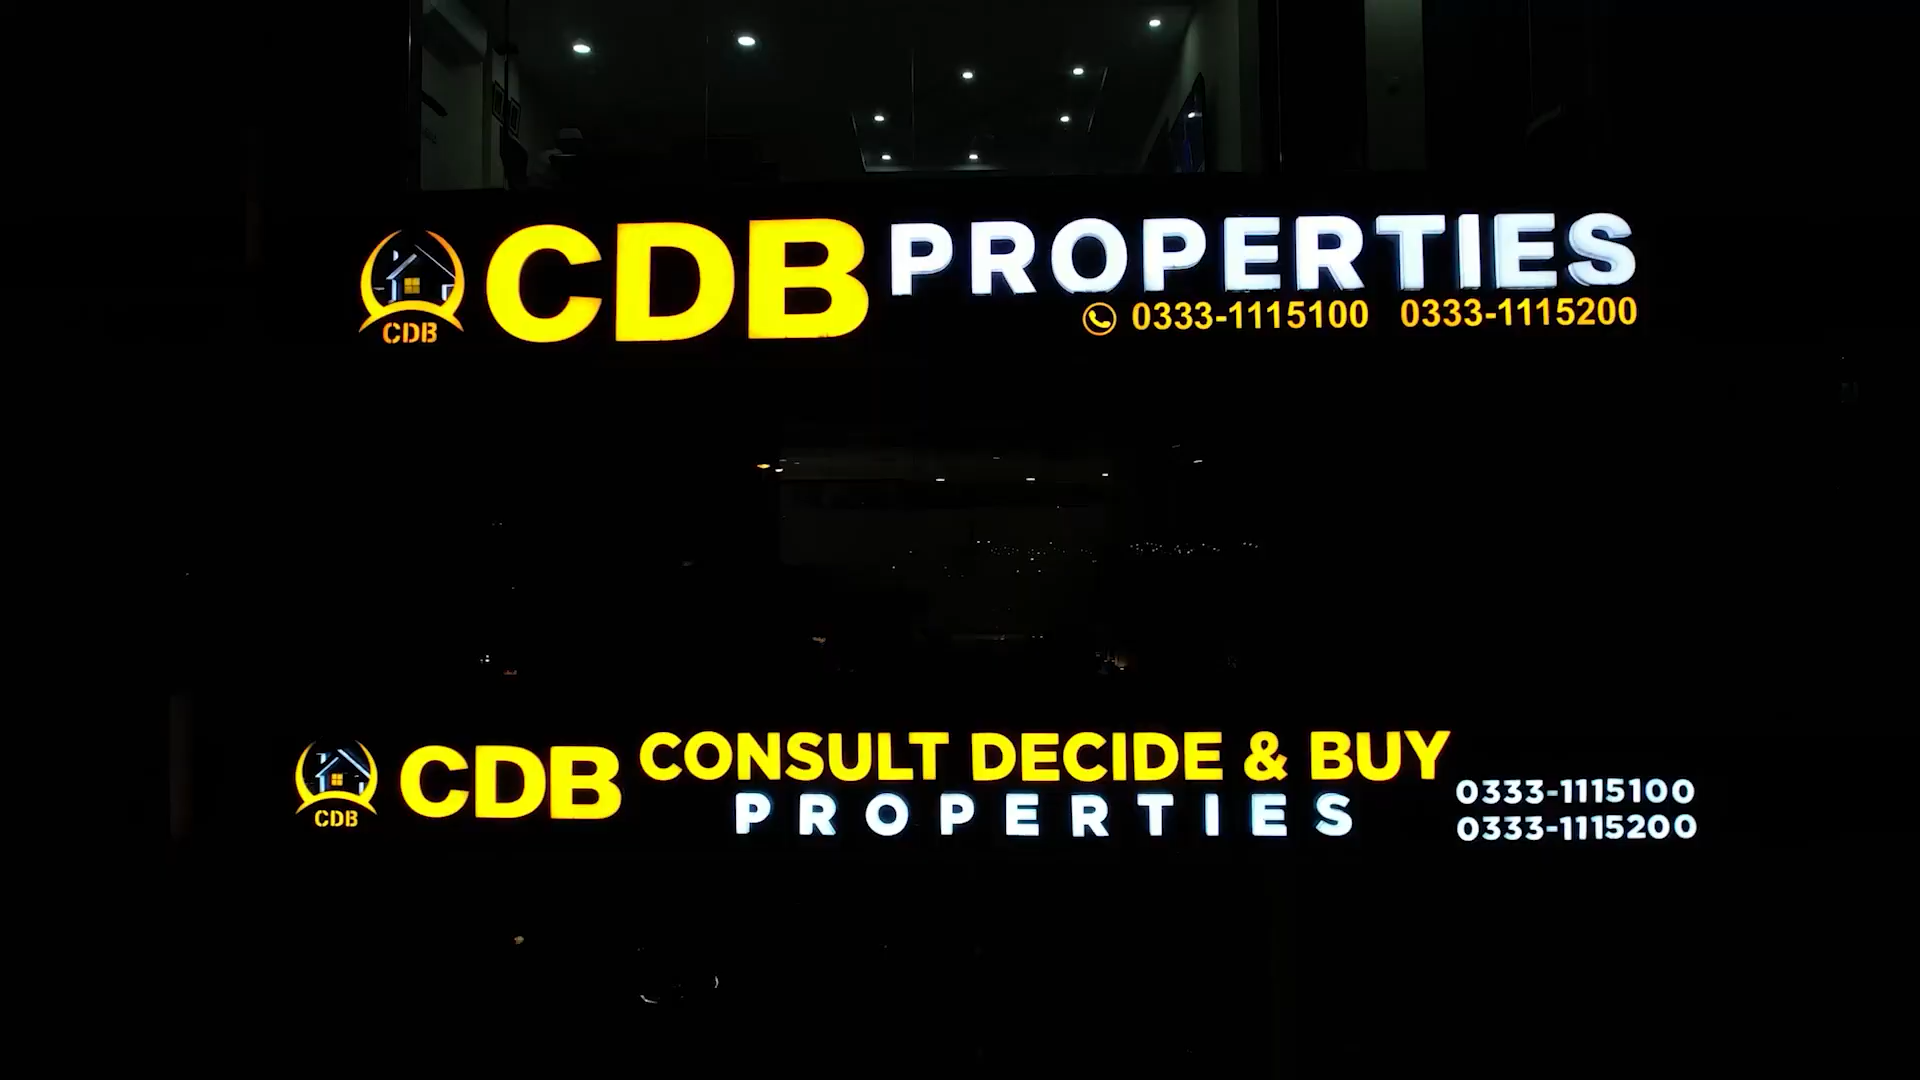 CDB PROPERTIES
CDB 0333-1115100 0333-1115200
CDB CONSULT DECIDE & BUY
PROPERTIES 0333-1115100
CDB 0333-1115200